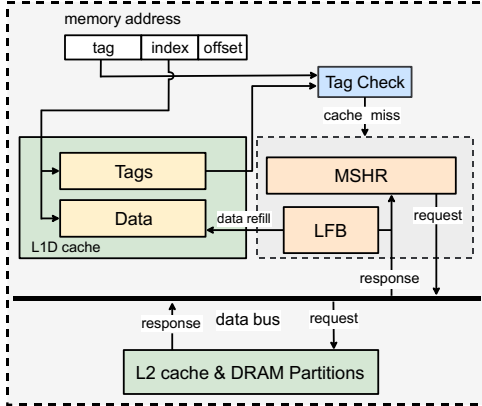 memory address
tag index offset
Tag Check
cache miss
Tags
MSHR
Data
data refill
LFB
request
L1D cache
response
response data bus request
L2 cache & DRAM Partitions